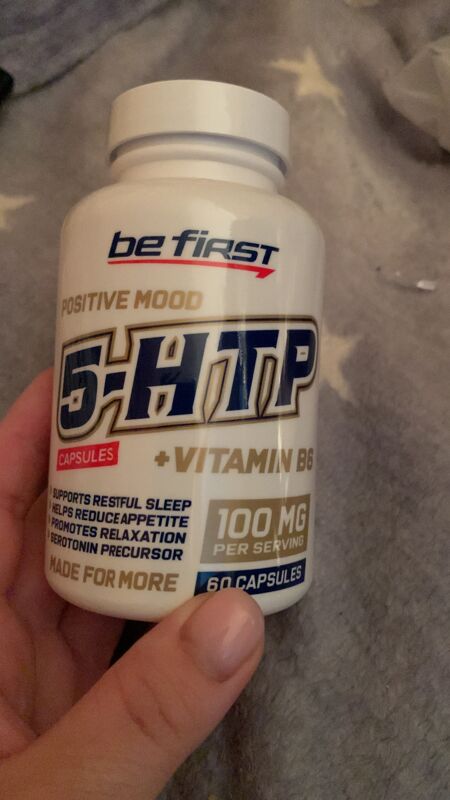 be first
POSITIVE MOOD
5-HTP
CAPSULES
+VITAMIN B6
SUPPORTS RESTFUL SLEEP
HELPS REDUCE APPETITE
PROMOTES RELAXATION
SEROTONIN PRECURSOR
MADE FOR MORE
100 MG
PER SERVING
60 CAPSULES